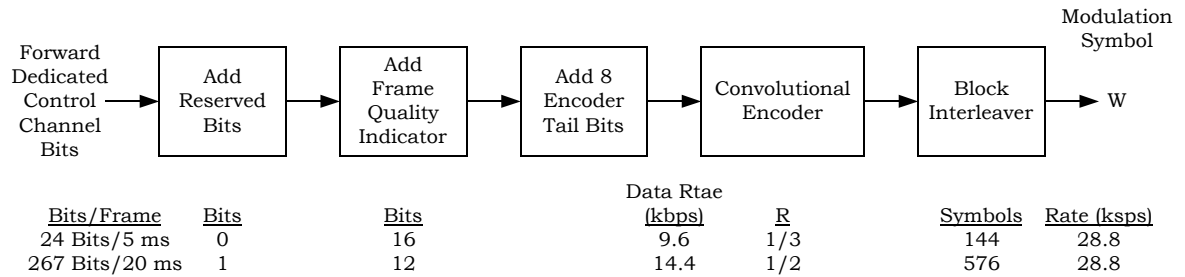 Modulation
Symbol
Forward
Dedicated
Control
Channel
Bits
Add
Reserved
Bits
Add
Frame
Quality
Indicator
Add 8
Encoder
Tail Bits
Convolutional
Encoder
Block
Interleaver
W
Data Rtae
Bits/Frame Bits Bits (kbps) R Symbols Rate (ksps)
24 Bits/5 ms 0 16 9.6 1/3 144 28.8
267 Bits/20 ms 1 12 14.4 1/2 576 28.8